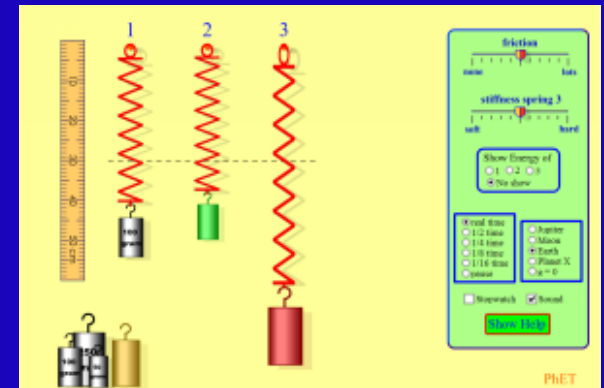 1 2 3
friction
none lots
stiffness spring 3
soft hard
Show Energy of
1 2 3
No show
real time
1/2 time
1/4 time
1/8 time
1/16 time
pause
Jupiter
Moon
Earth
Planet X
g = 0
Stopwatch Sound
Show Help
100
gram
PhET